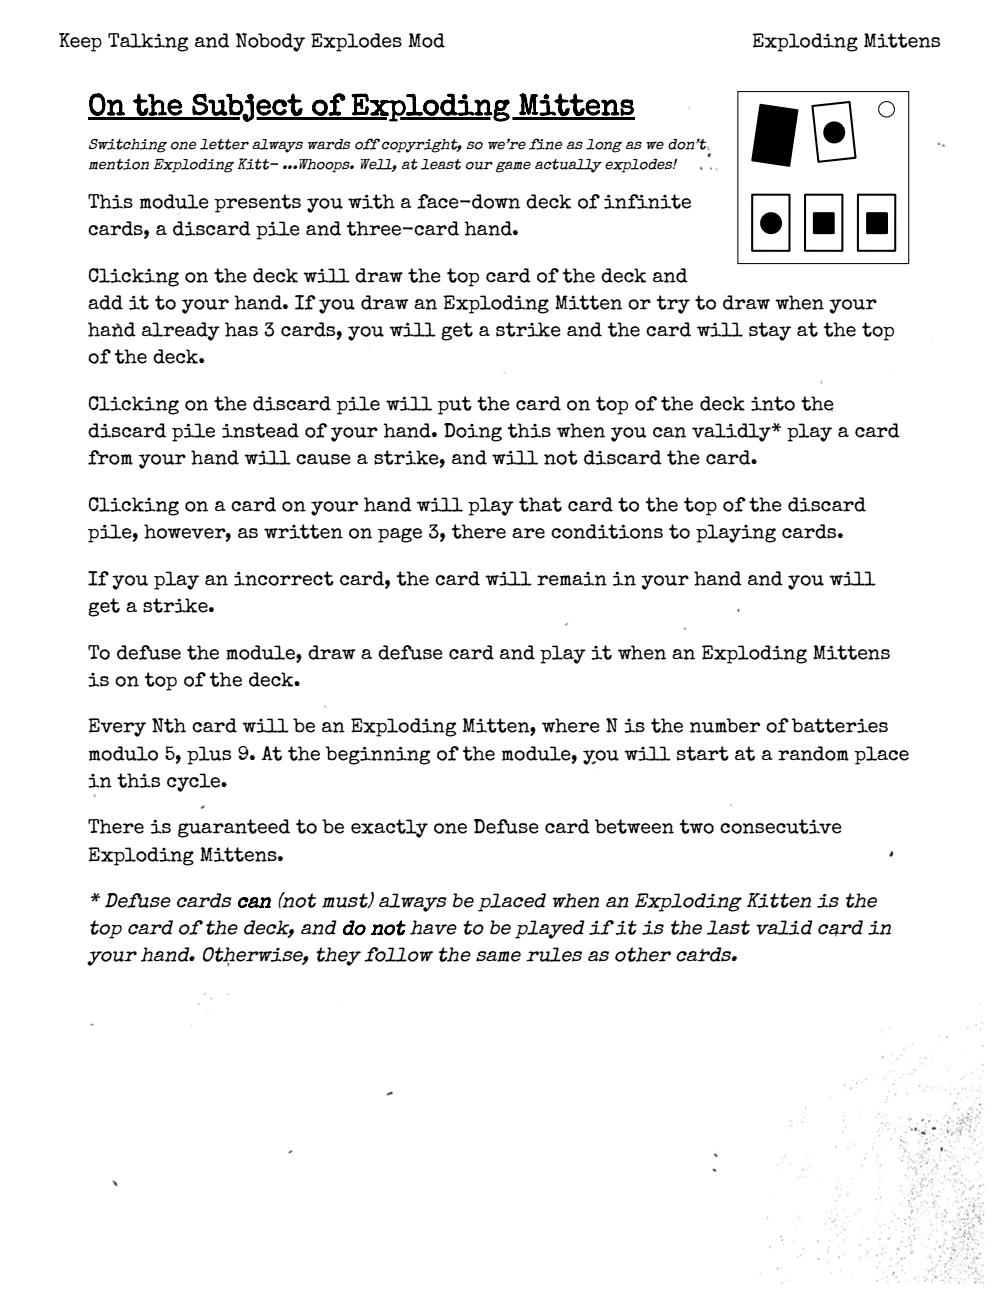 Keep Talking and Nobody Explodes Mod
Exploding Mittens
On the Subject of Exploding Mittens
Switching one letter always wards off copyright, so we're fine as long as we don't
mention Exploding Kitt- ...Whoops. Well, at least our game actually explodes!
This module presents you with a face-down deck of infinite
cards, a discard pile and three-card hand.
Clicking on the deck will draw the top card of the deck and
add it to your hand. If you draw an Exploding Mitten or try to draw when your
hand already has 3 cards, you will get a strike and the card will stay at the top
of the deck.
Clicking on the discard pile will put the card on top of the deck into the
discard pile instead of your hand. Doing this when you can validly* play a card
from your hand will cause a strike, and will not discard the card.
Clicking on a card on your hand will play that card to the top of the discard
pile, however, as written on page 3, there are conditions to playing cards.
If you play an incorrect card, the card will remain in your hand and you will
get a strike.
To defuse the module, draw a defuse card and play it when an Exploding Mittens
is on top of the deck.
Every Nth card will be an Exploding Mitten, where N is the number of batteries
modulo 5, plus 9. At the beginning of the module, you will start at a random place
in this cycle.
There is guaranteed to be exactly one Defuse card between two consecutive
Exploding Mittens.
* Defuse cards can (not must) always be placed when an Exploding Kitten is the
top card of the deck, and do not have to be played if it is the last valid card in
your hand. Otherwise, they follow the same rules as other cards.